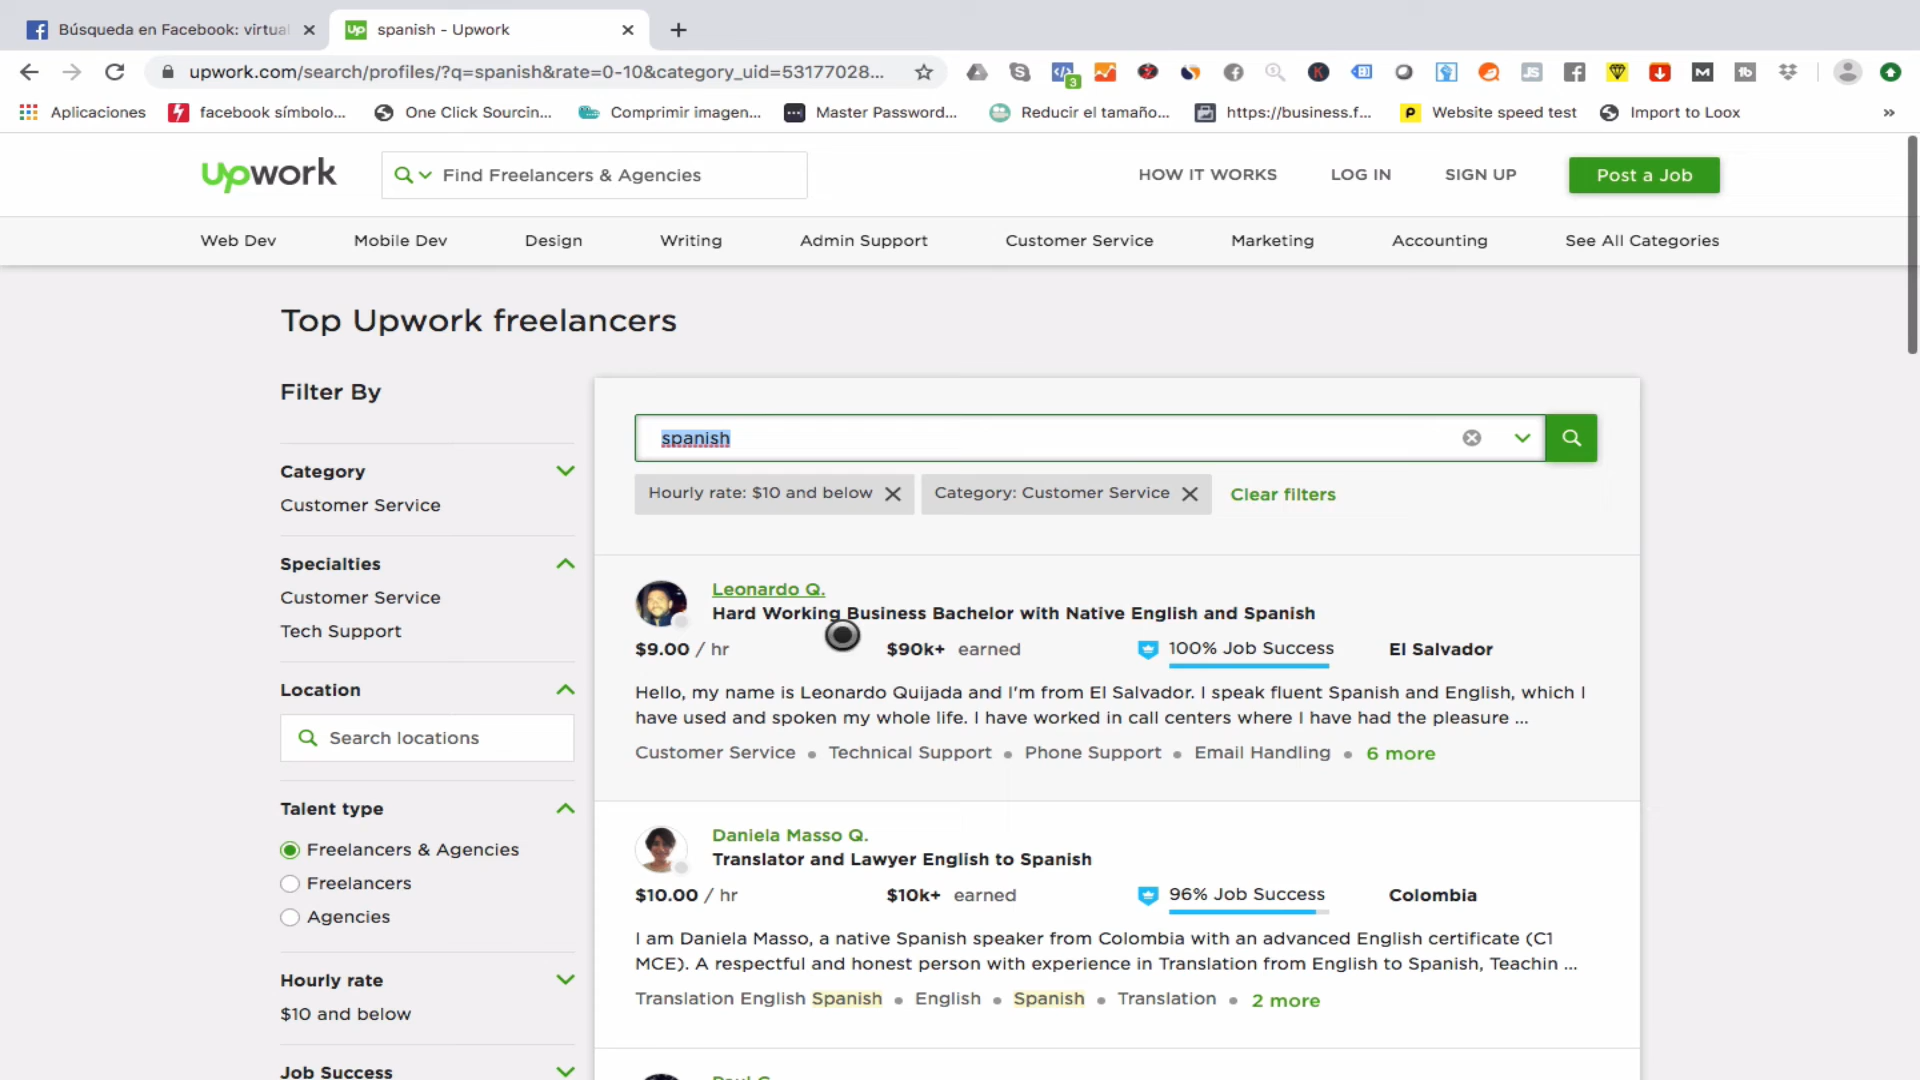 Búsqueda en Facebook: virtual
spanish - Upwork
upwork.com/search/profiles/?q=spanish&rate=0-10&category_uid=53177028...
3
Aplicaciones
facebook símbolo...
One Click Sourcin...
Comprimir imagen...
Master Password...
Reducir el tamaño...
https://business.f...
Website speed test
Import to Loox
»
upwork
Find Freelancers & Agencies
HOW IT WORKS
LOG IN
SIGN UP
Post a Job
Web Dev
Mobile Dev
Design
Writing
Admin Support
Customer Service
Marketing
Accounting
See All Categories
Top Upwork freelancers
Filter By
Category
Customer Service
Specialties
Customer Service
Tech Support
Location
Search locations
Talent type
Freelancers & Agencies
Freelancers
Agencies
Hourly rate
$10 and below
Job Success
spanish
Hourly rate: $10 and below
Category: Customer Service
Clear filters
Leonardo Q.
Hard Working Business Bachelor with Native English and Spanish
$9.00 / hr
$90k+ earned
100% Job Success
El Salvador
Hello, my name is Leonardo Quijada and I'm from El Salvador. I speak fluent Spanish and English, which I
have used and spoken my whole life. I have worked in call centers where I have had the pleasure ...
Customer Service • Technical Support • Phone Support • Email Handling • 6 more
Daniela Masso Q.
Translator and Lawyer English to Spanish
$10.00 / hr
$10k+ earned
96% Job Success
Colombia
I am Daniela Masso, a native Spanish speaker from Colombia with an advanced English certificate (C1
MCE). A respectful and honest person with experience in Translation from English to Spanish, Teachin ...
Translation English Spanish • English • Spanish • Translation • 2 more